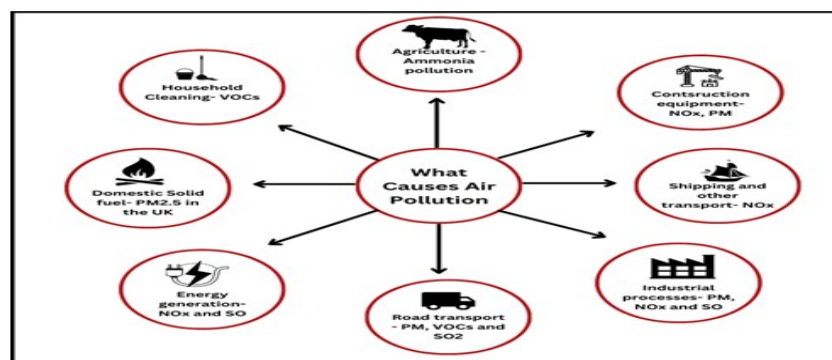 What
Causes Air
Pollution
Agriculture -
Ammonia
pollution
Contsruction
equipment-
NOx, PM
Shipping and
other
transport- NOx
Industrial
processes- PM,
NOx and SO
Road transport
- PM, VOCs and
SO2
Energy
generation-
NOx and SO
Domestic Solid
fuel- PM2.5 in
the UK
Household
Cleaning- VOCs